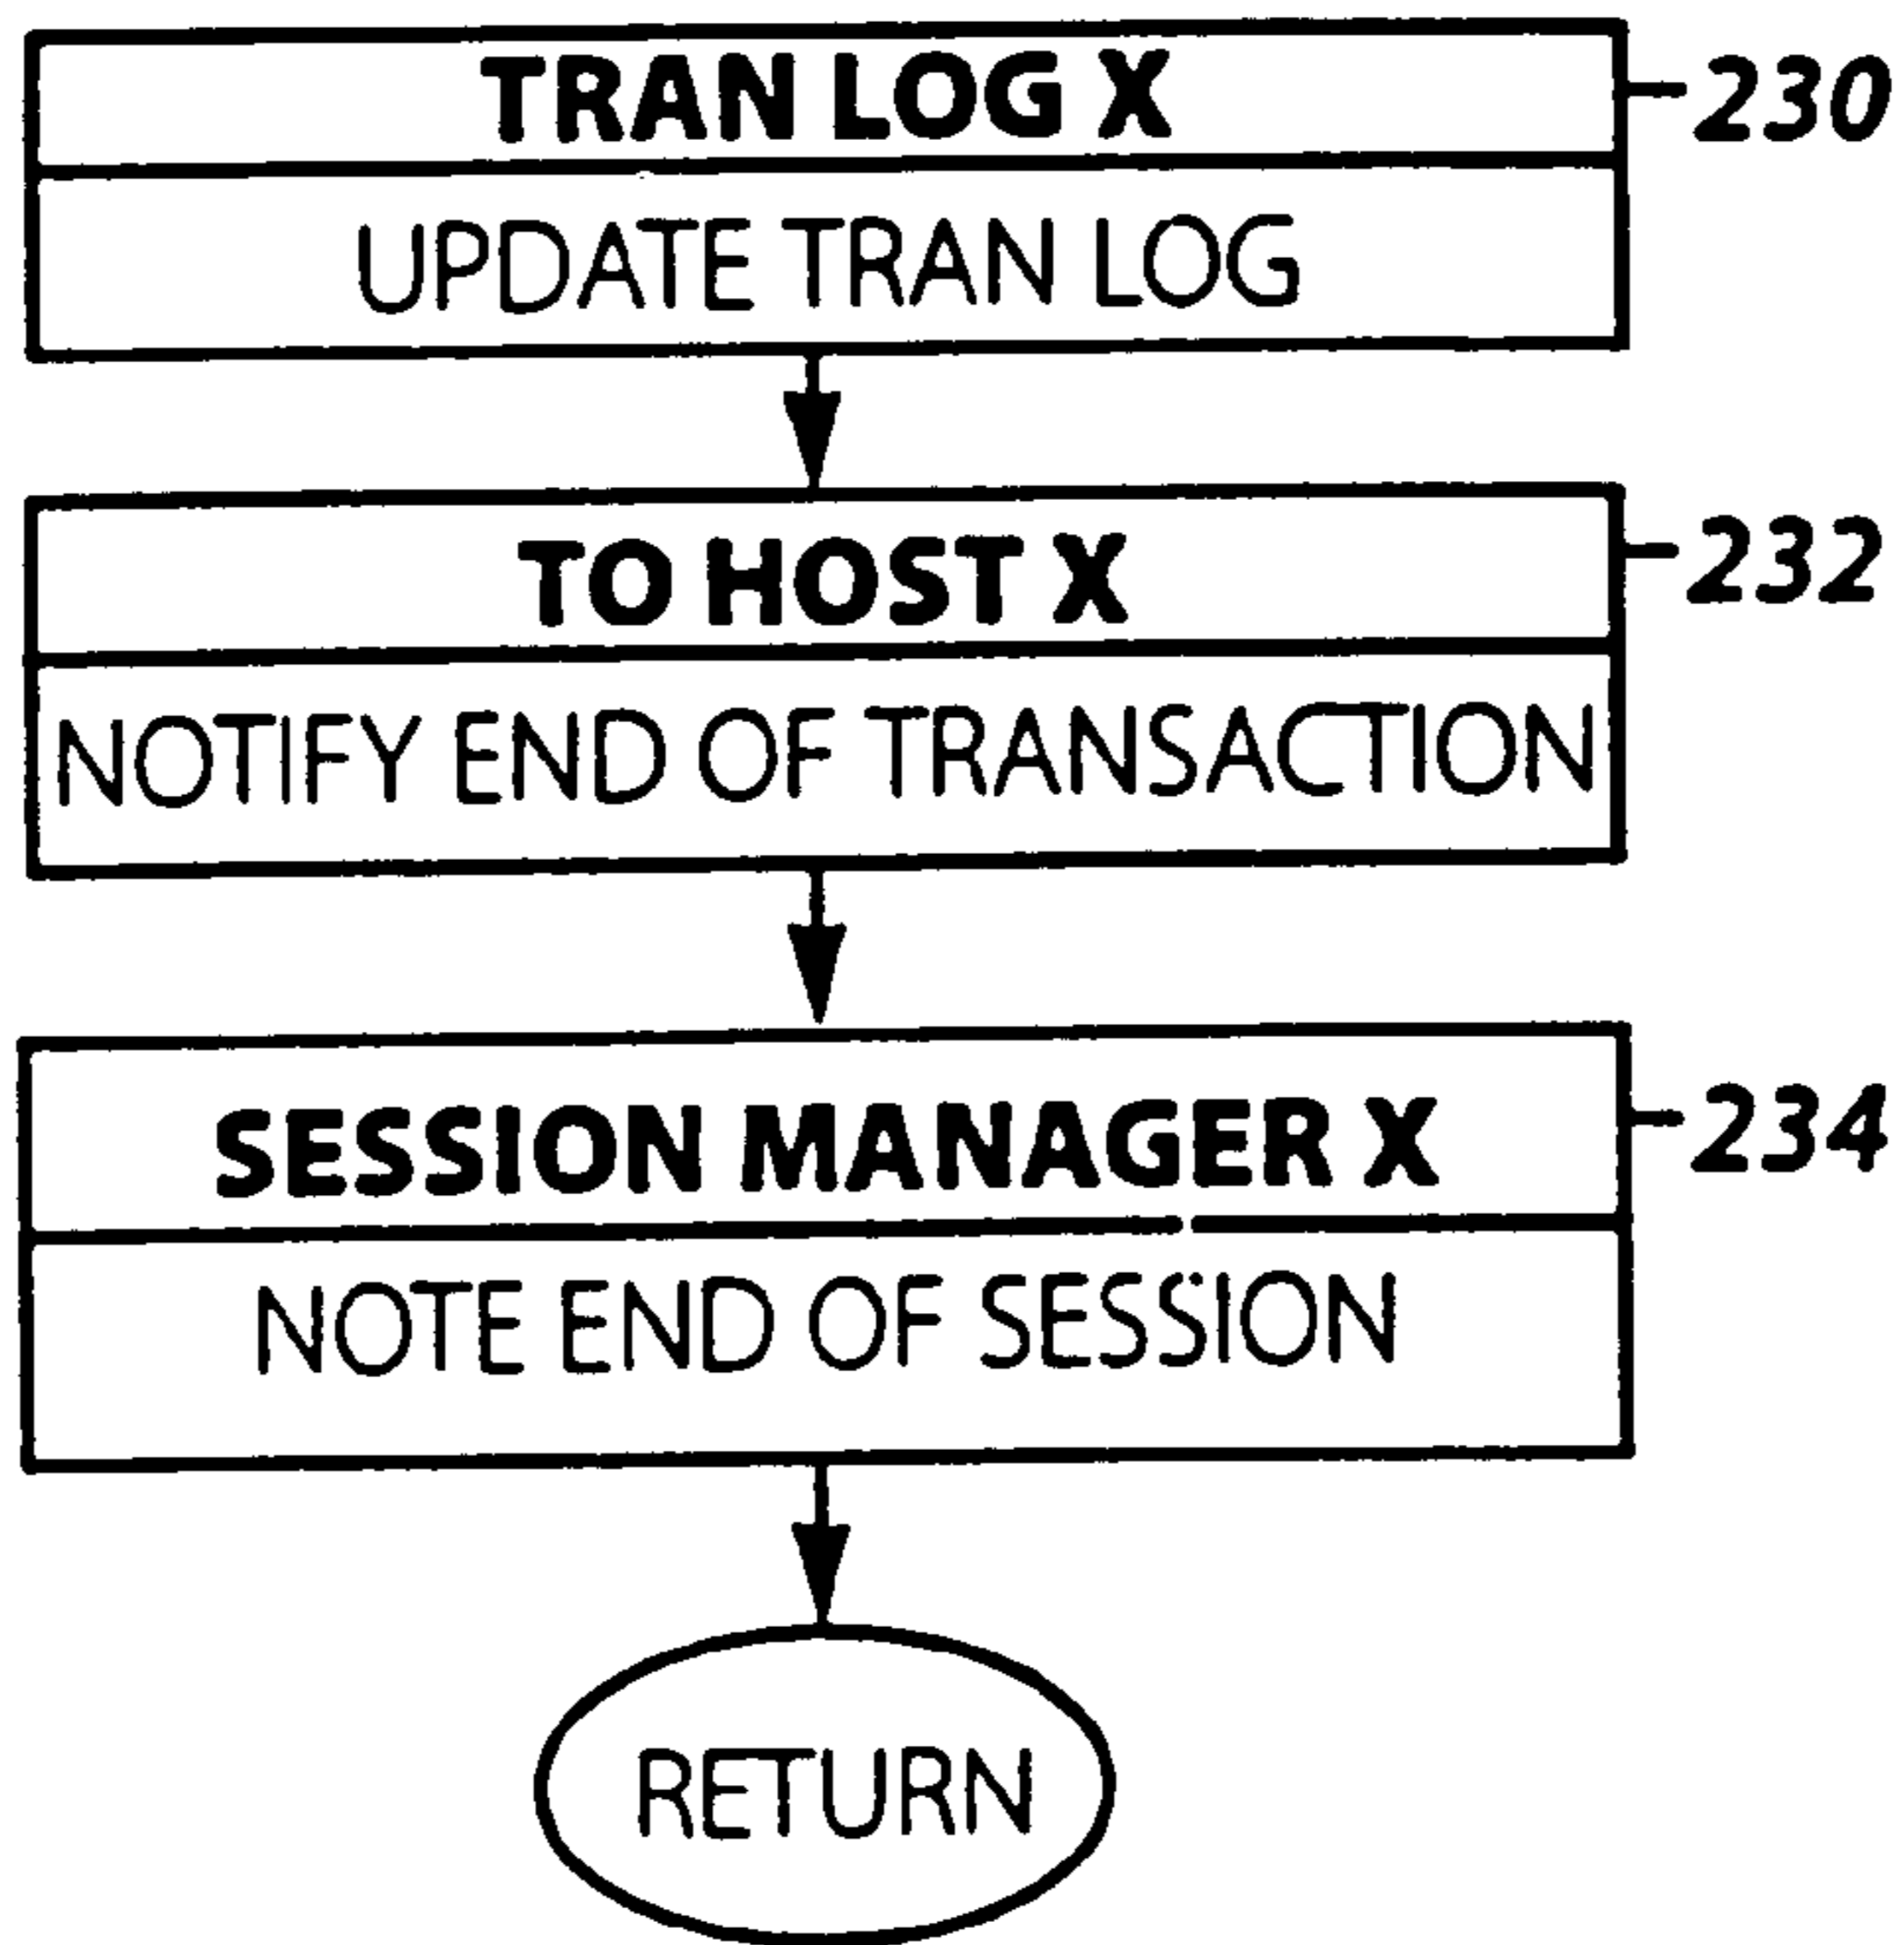 TRAN LOG X
230
UPDATE TRAN LOG
TO HOST X
232
NOTIFY END OF TRANSACTION
SESSION MANAGER X
234
NOTE END OF SESSION
RETURN